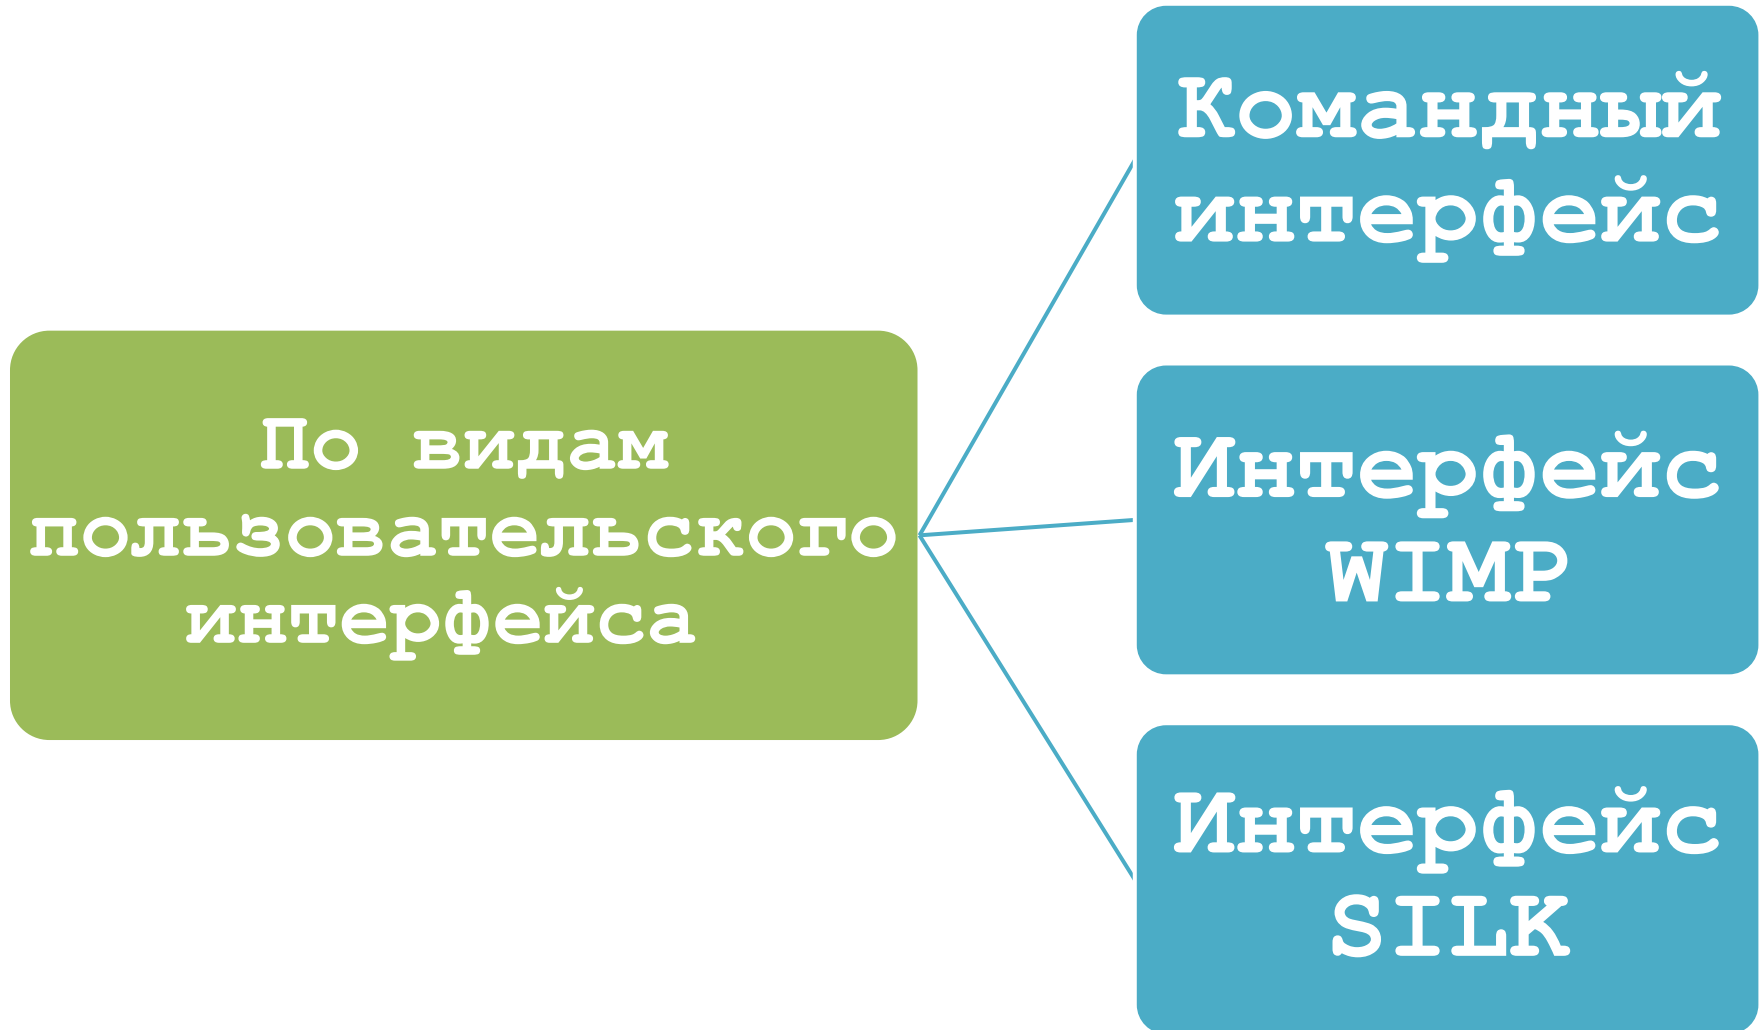 По видам
пользовательского
интерфейса
Командный
интерфейс
Интерфейс
WIMP
Интерфейс
SILK